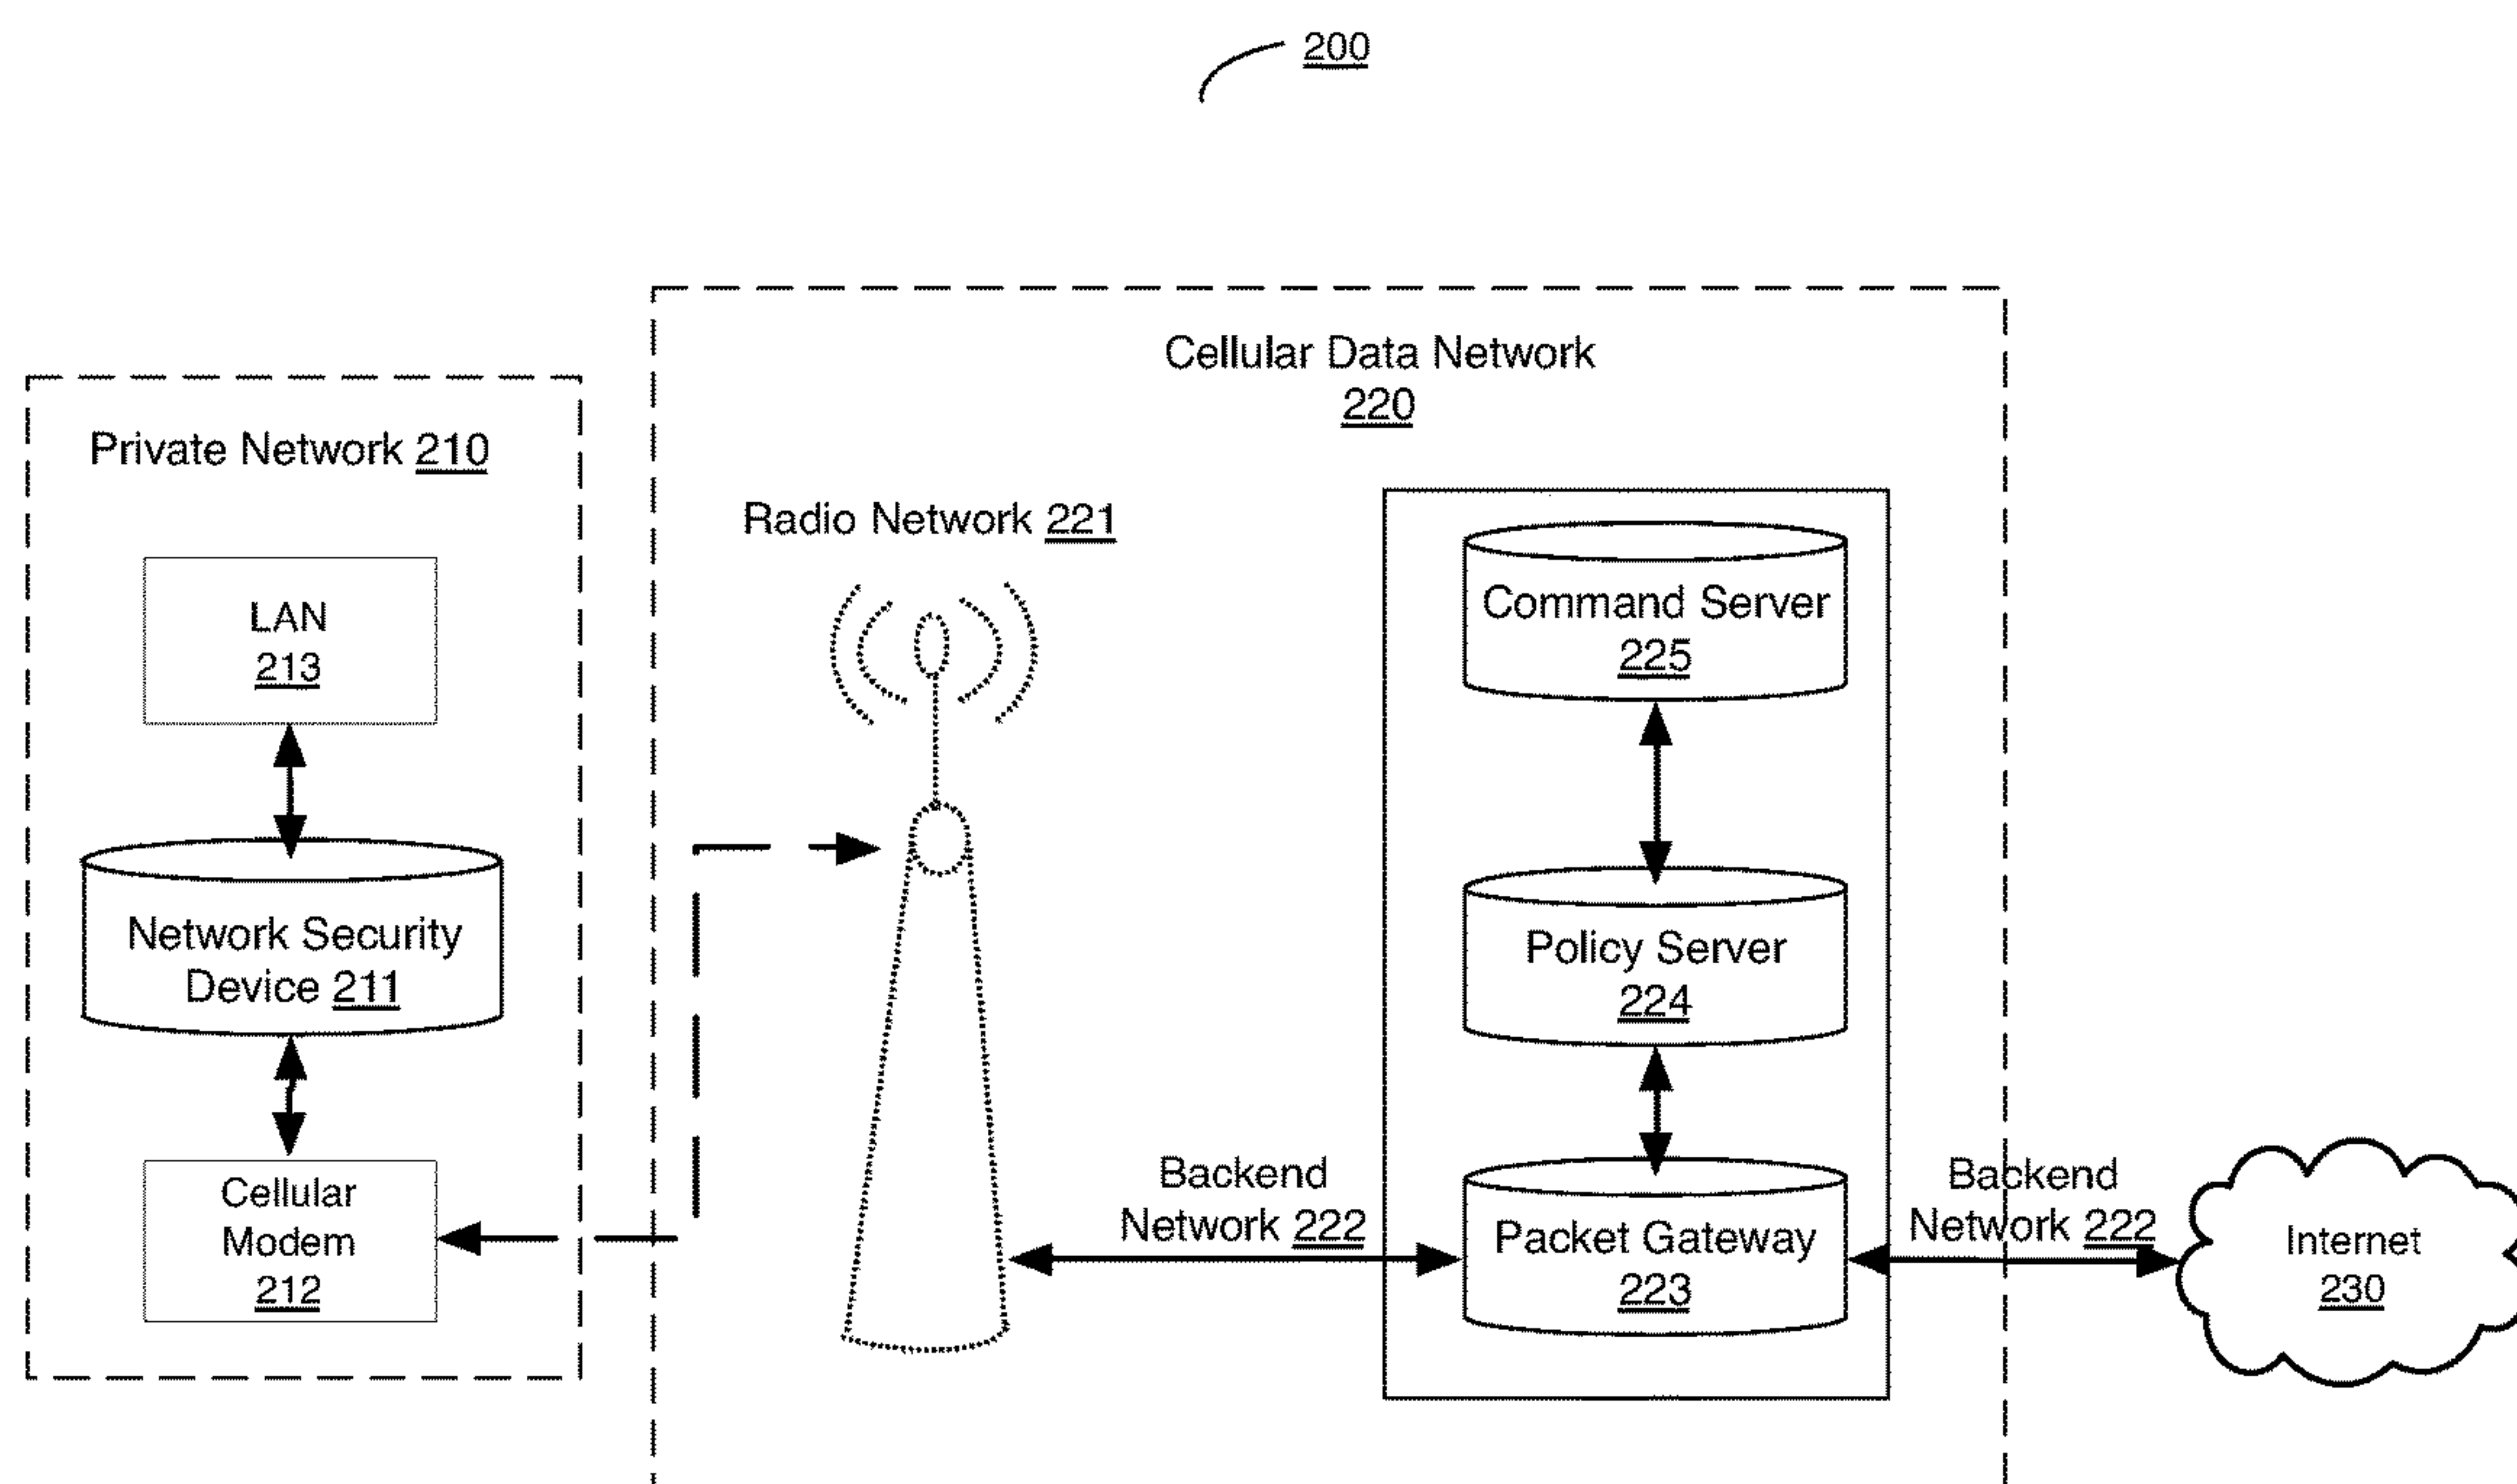 200
Cellular Data Network
220
Private Network 210
Radio Network 221
LAN
213
Network Security
Device 211
Cellular
Modem
212
Command Server
225
Policy Server
224
Backend
Network 222
Packet Gateway
223
Backend
Network 222
Internet
230